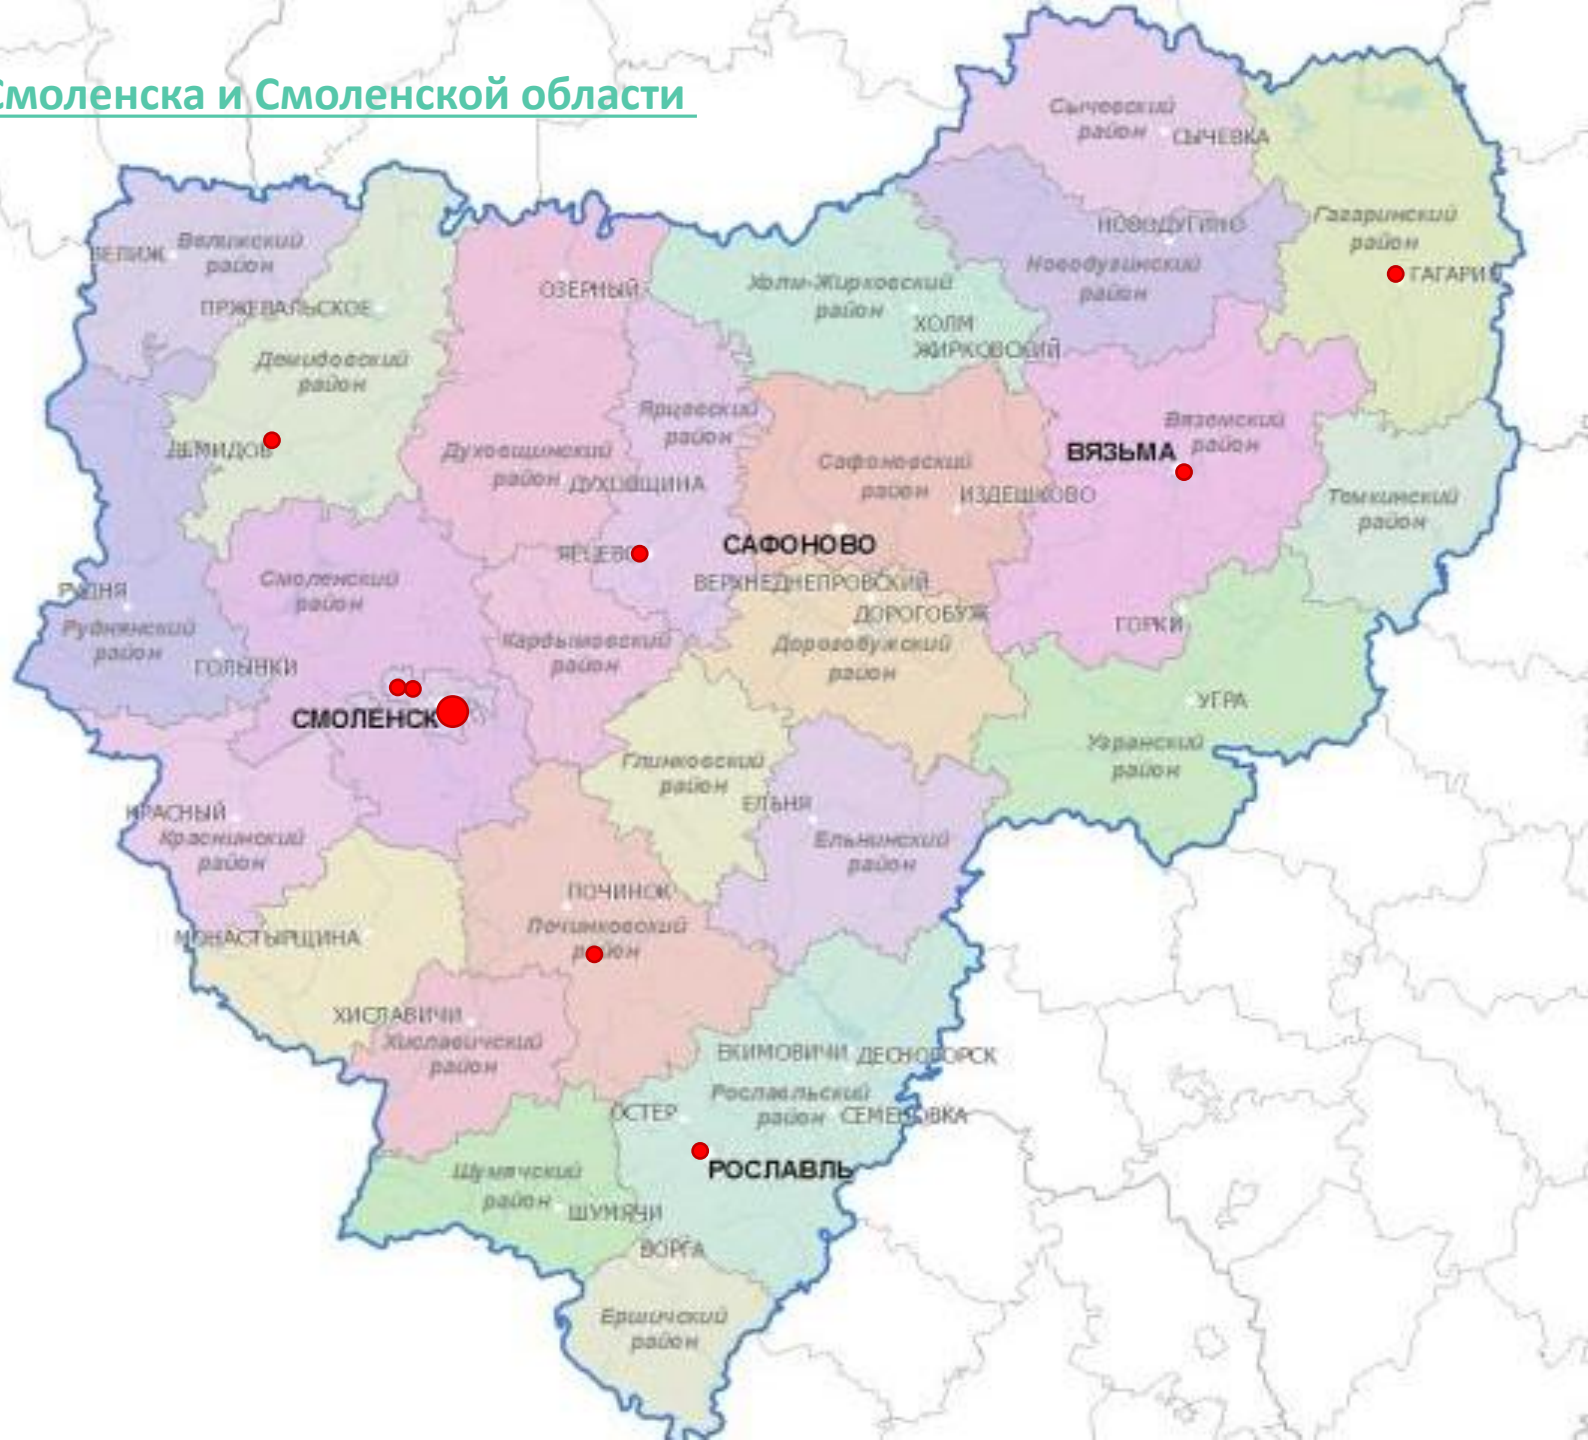 Смоленска и Смоленской области
Сычевский
район
СЫЧЕВКА
Гагаринский
район
ГАГАРИН
НОВОДУГИНО
Новодугинский
район
ВЕЛИЖ
Велижский
район
ПРЖЕВАЛЬСКОЕ
ОЗЕРНЫЙ
Холм-Жирковский
район
ХОЛМ
ЖИРКОВСКИЙ
Демидовский
район
ДЕМИДОВ
Духовщинский
район
ДУХОВЩИНА
Ярцевский
район
ЯРЦЕВО
Сафоновский
район
ИЗДЕШКОВО
САФОНОВО
Вяземский
район
ВЯЗЬМА
Темкинский
район
ВЕРХНЕДНЕПРОВСКИЙ
ДОРОГОБУЖ
Дорогобужский
район
ГОРКИ
РУДНЯ
Руднянский
район
ГОЛЫНКИ
Смоленский
район
СМОЛЕНСК
Кардымовский
район
УГРА
Угранский
район
Глинковский
район
ЕЛЬНЯ
Ельнинский
район
КРАСНЫЙ
Краснинский
район
ПОЧИНОК
Починковский
район
МОНАСТЫРЩИНА
ХИСЛАВИЧИ
Хиславичский
район
ЕКИМОВИЧИ
ДЕСНОГОРСК
Рославльский
район
СЕМЕНОВКА
ОСТЕР
РОСЛАВЛЬ
Шумячский
район
ШУМЯЧИ
ВОРГА
Ершичский
район